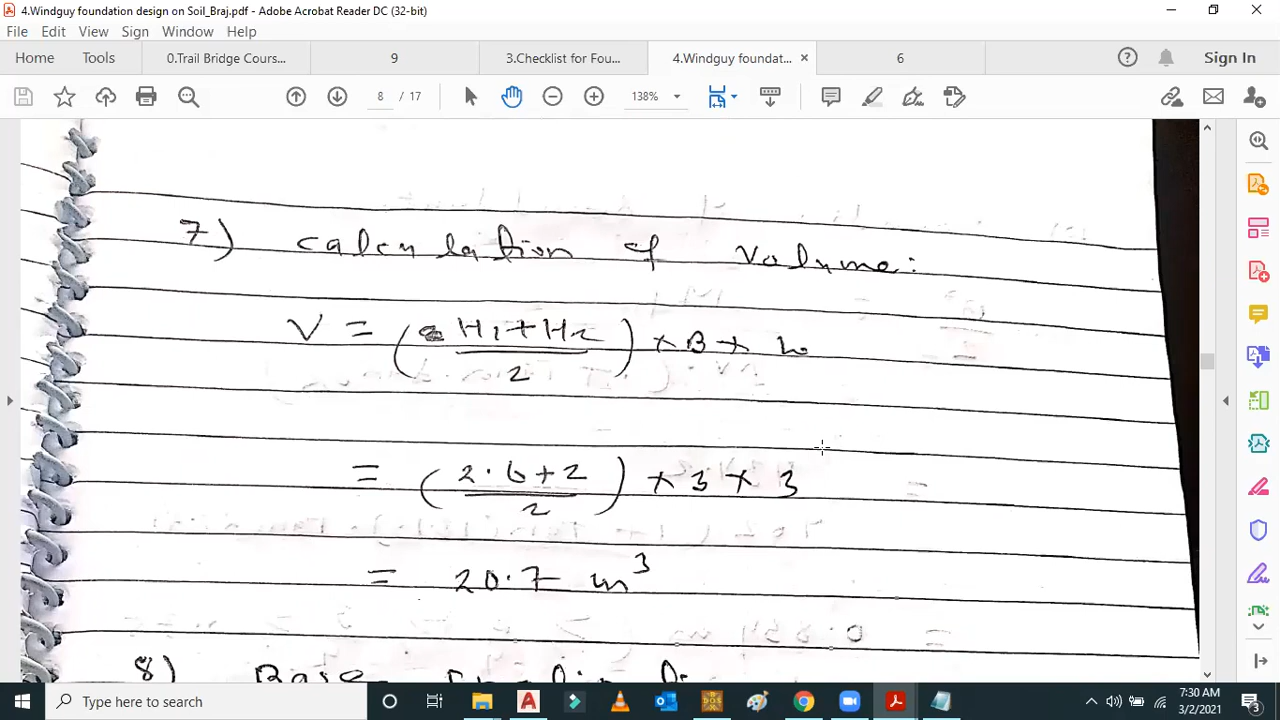 4.Windguy foundation design on Soil_Braj.pdf - Adobe Acrobat Reader DC (32-bit)
File Edit View Sign Window Help
Home Tools 0.Trail Bridge Cours... 9 3.Checklist for Fou... 4.Windguy foundat... × 6 Sign In
8 / 17 138%
7) Calculation of Volume:
V = (H1+H2 / 2) × B ×
= (2.6+2 / 2) × 3 × 3
= 20.7 m³
8) Base
Type here to search
7:30 AM
3/2/2021
3